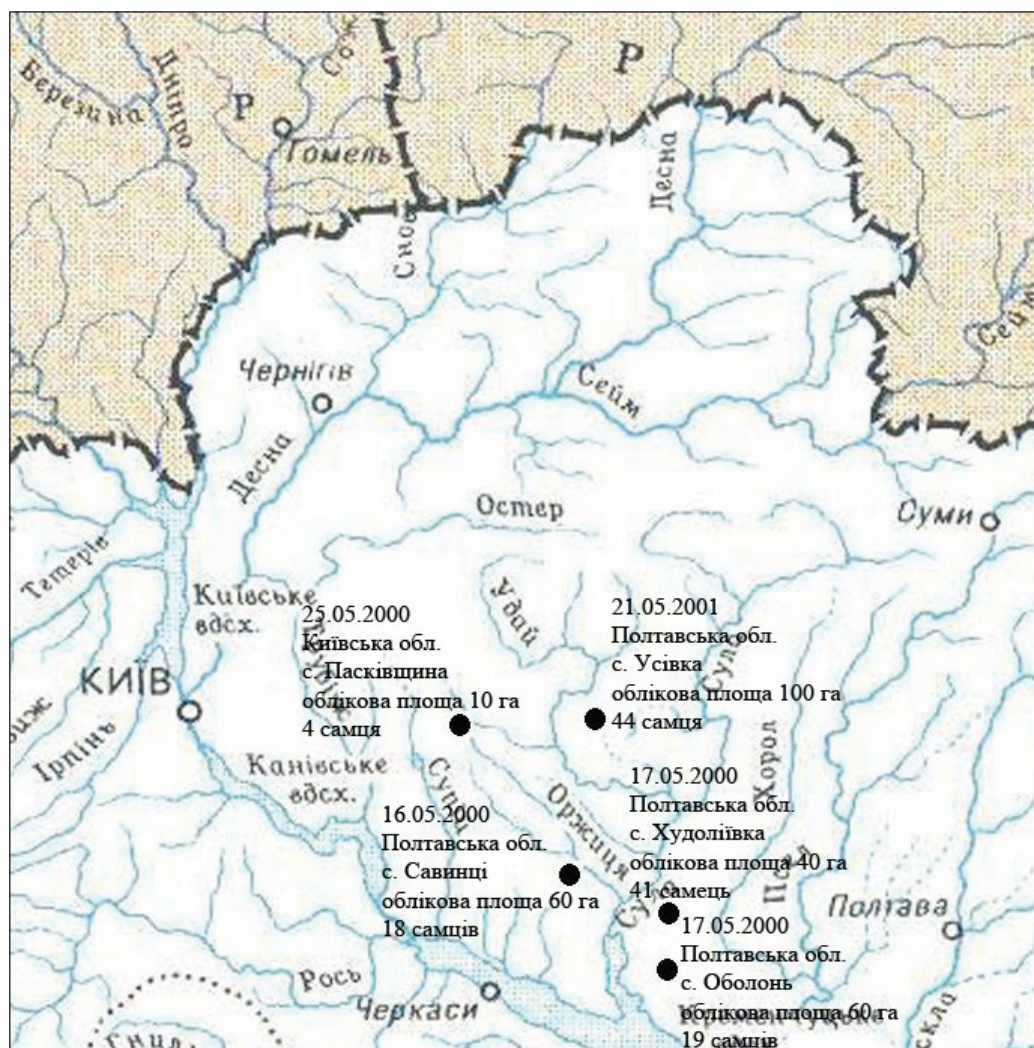 Березина
Дніпро
Сож
Р
Р
Гомель
Десна
Снов
Сейм
Чернігів
Сейм
Десна
Остер
Суми
Тетерів
Київське
вдсх.
Удай
25.05.2000
Київська обл.
с. Пасківщина
облікова площа 10 га
4 самця
21.05.2001
Полтавська обл.
с. Усівка
облікова площа 100 га
44 самця
Сула
КИЇВ
Ірпінь
Канівське
вдсх.
Супій
Хорол
Оржиця
17.05.2000
Полтавська обл.
с. Худоліївка
облікова площа 40 га
41 самець
16.05.2000
Полтавська обл.
с. Савинці
облікова площа 60 га
18 самців
Сула
Псел
Полтава
17.05.2000
Полтавська обл.
с. Оболонь
облікова площа 60 га
19 самців
Рось
Черкаси